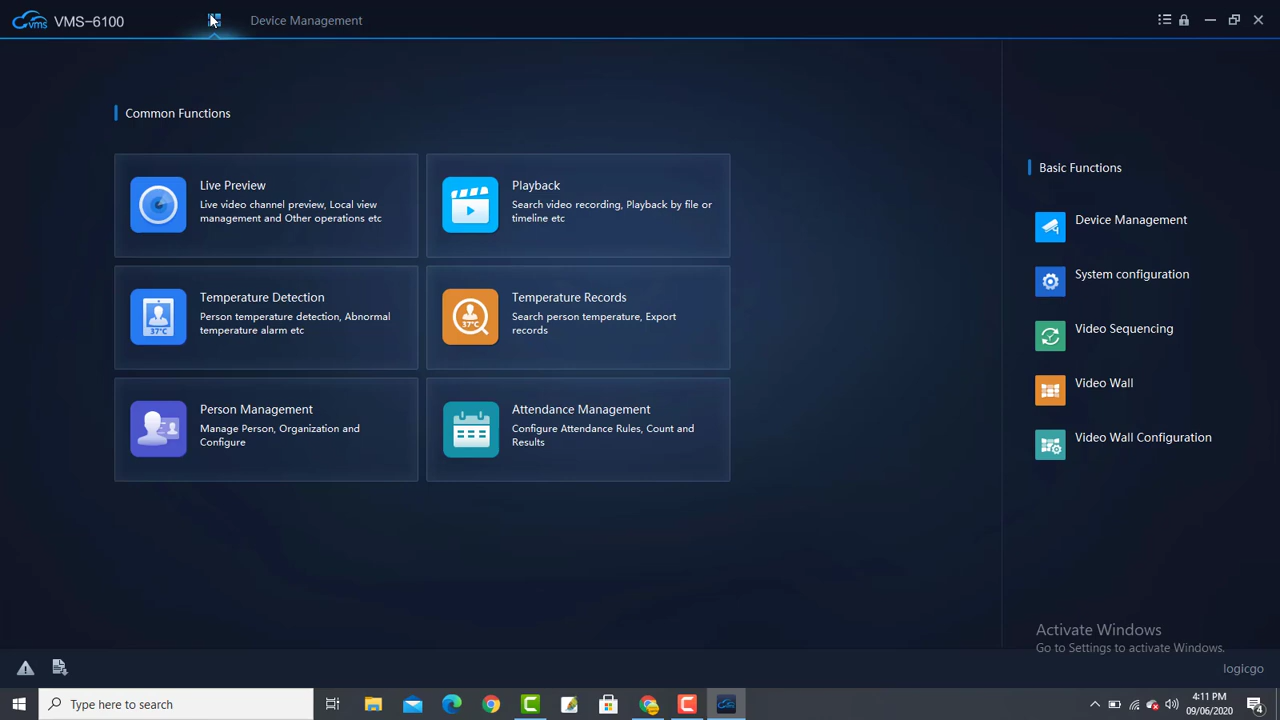 vms VMS-6100
Device Management
Common Functions
Live Preview
Live video channel preview, Local view
management and Other operations etc
Playback
Search video recording, Playback by file or
timeline etc
37°C
Temperature Detection
Person temperature detection, Abnormal
temperature alarm etc
37°C
Temperature Records
Search person temperature, Export
records
Person Management
Manage Person, Organization and
Configure
Attendance Management
Configure Attendance Rules, Count and
Results
Basic Functions
Device Management
System configuration
Video Sequencing
Video Wall
Video Wall Configuration
Activate Windows
Go to Settings to activate Windows.
logicgo
Type here to search
4:11 PM
09/06/2020
4